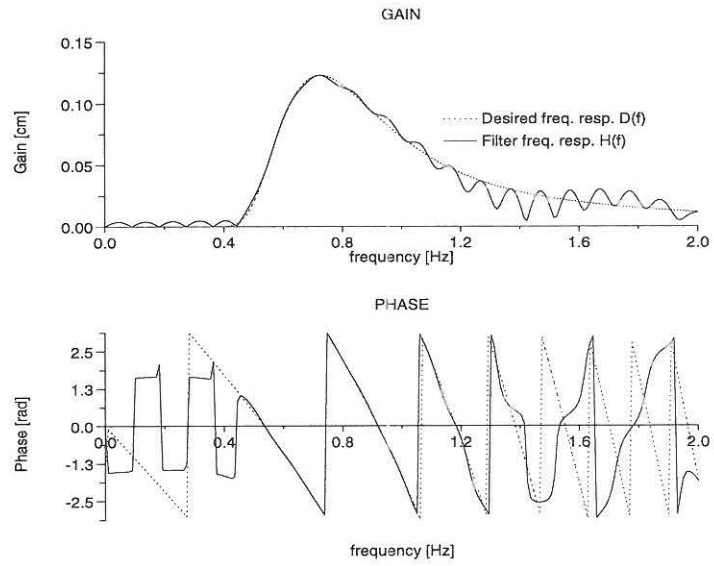 GAIN
0.15
0.10
0.05
0.00
Gain [cm]
Desired freq. resp. D(f)
Filter freq. resp. H(f)
0.0 0.4 0.8 1.2 1.6 2.0
frequency [Hz]
PHASE
2.5
1.3
0.0
-1.3
-2.5
Phase [rad]
0.0 0.4 0.8 1.2 1.6 2.0
frequency [Hz]